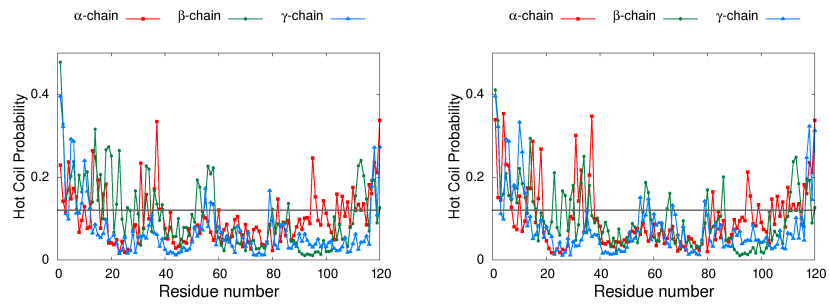 α-chain β-chain γ-chain
Hot Coil Probability
0.4
0.2
0
0 20 40 60 80 100 120
Residue number
α-chain β-chain γ-chain
Hot Coil Probability
0.4
0.2
0
0 20 40 60 80 100 120
Residue number